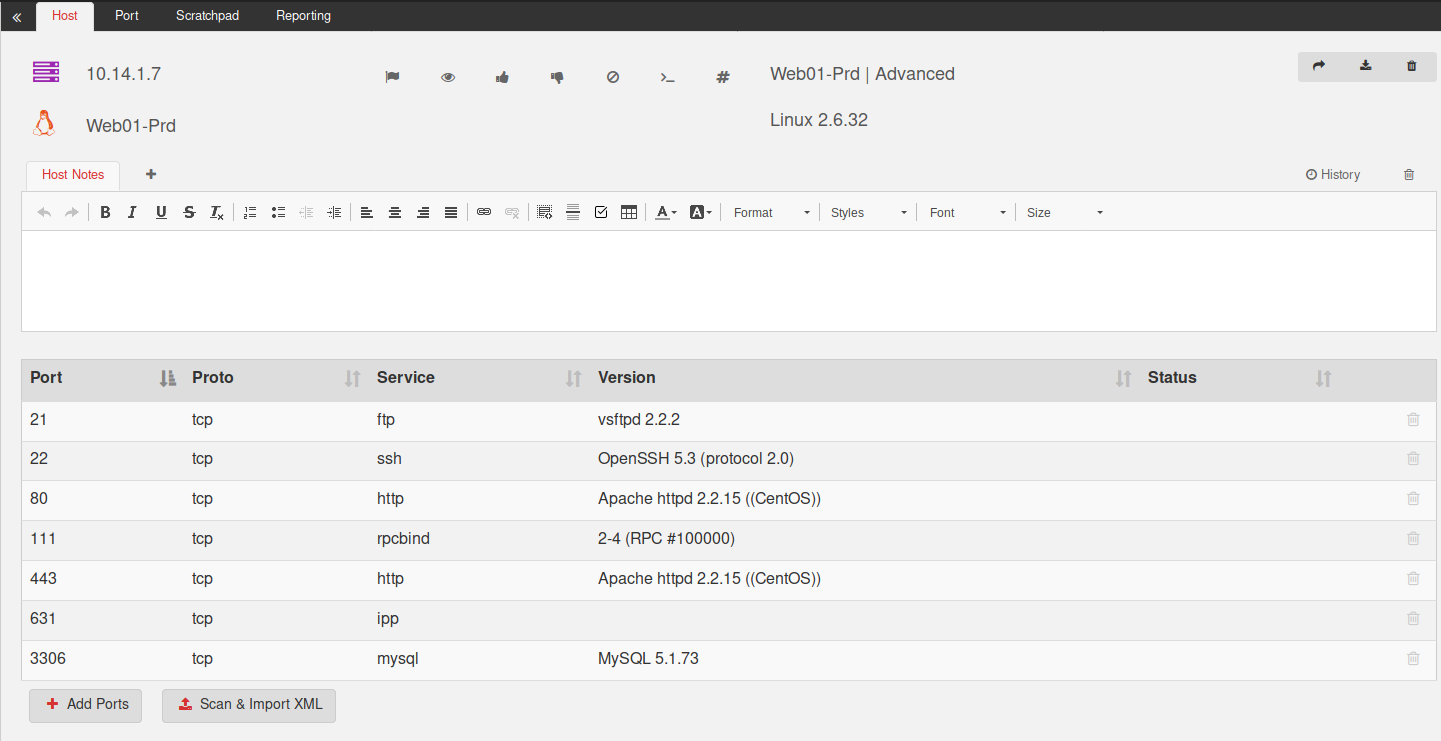 Host Port Scratchpad Reporting
10.14.1.7 Web01-Prd | Advanced
Web01-Prd Linux 2.6.32
Host Notes History
Format Styles Font Size
Port Proto Service Version Status
21 tcp ftp vsftpd 2.2.2
22 tcp ssh OpenSSH 5.3 (protocol 2.0)
80 tcp http Apache httpd 2.2.15 ((CentOS))
111 tcp rpcbind 2-4 (RPC #100000)
443 tcp http Apache httpd 2.2.15 ((CentOS))
631 tcp ipp
3306 tcp mysql MySQL 5.1.73
Add Ports Scan & Import XML